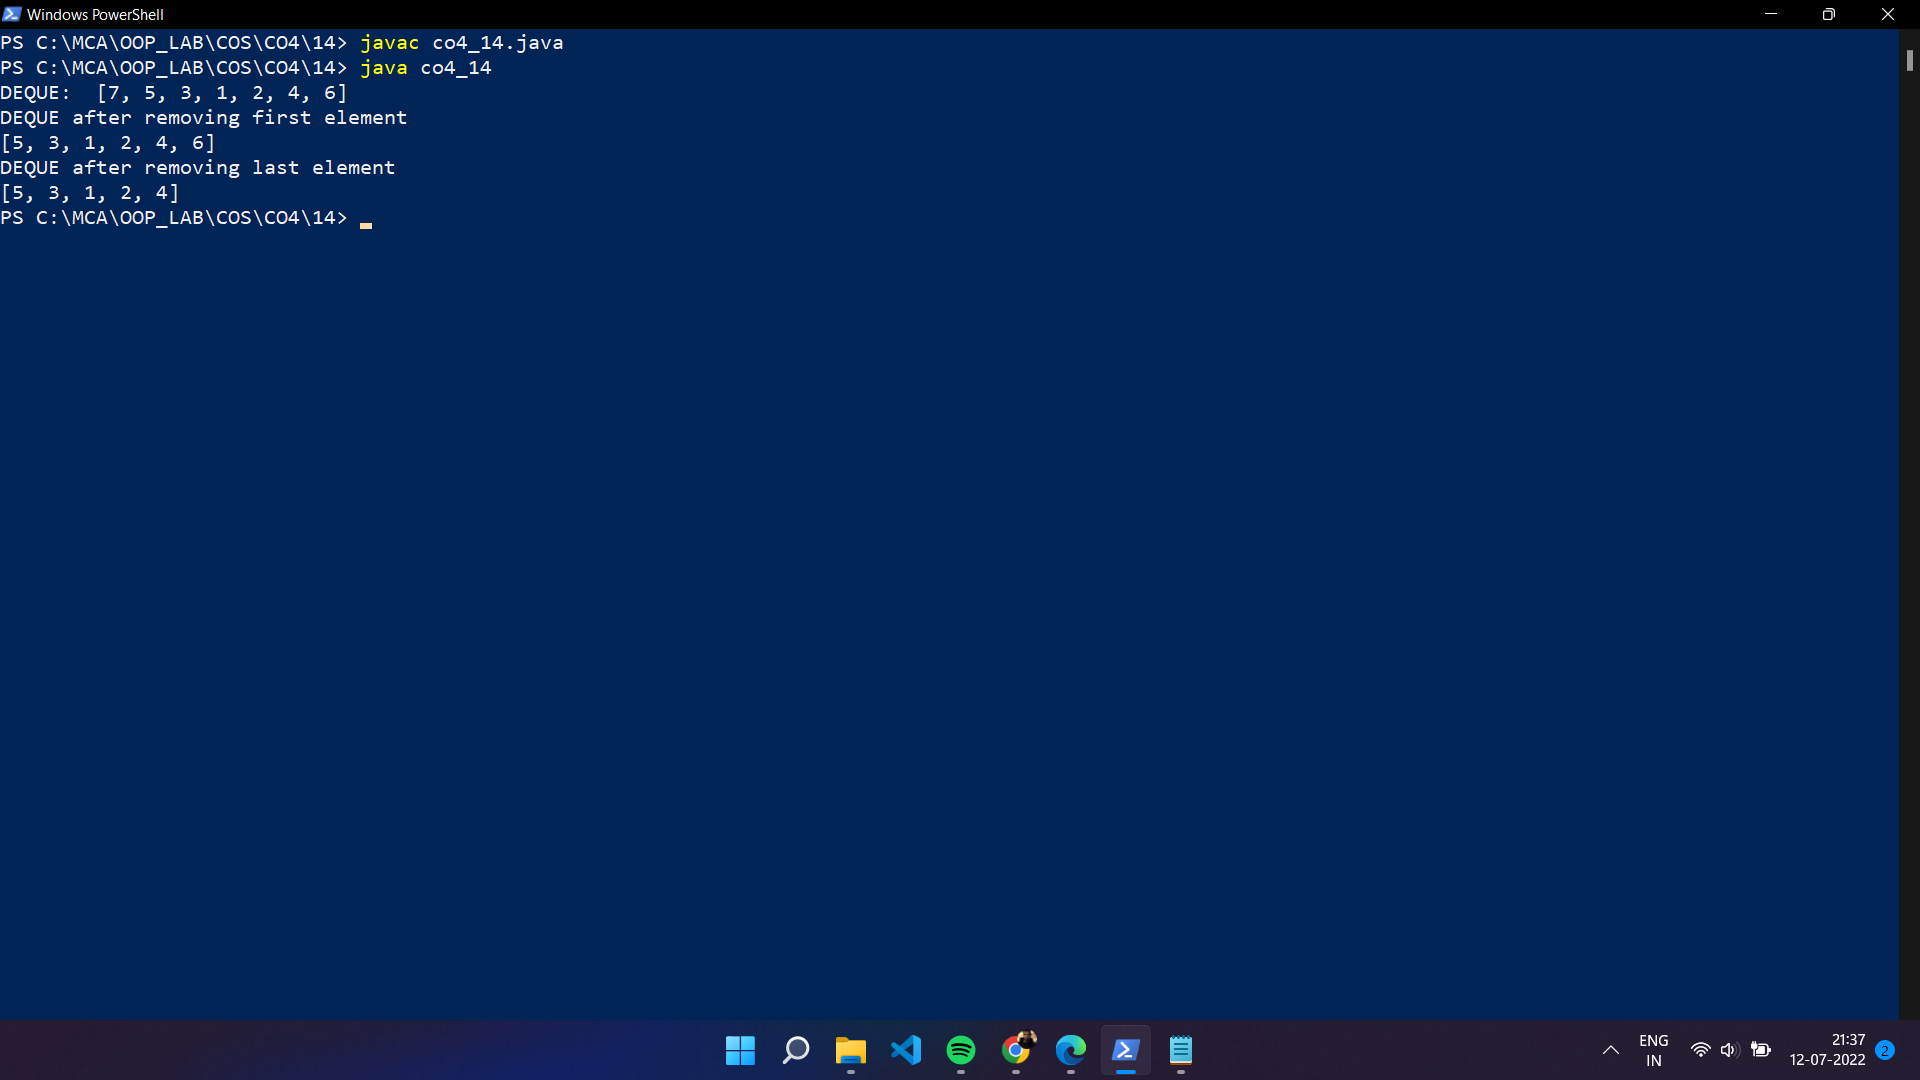 Windows PowerShell
PS C:\MCA\OOP_LAB\COS\CO4\14> javac co4_14.java
PS C:\MCA\OOP_LAB\COS\CO4\14> java co4_14
DEQUE:  [7, 5, 3, 1, 2, 4, 6]
DEQUE after removing first element
[5, 3, 1, 2, 4, 6]
DEQUE after removing last element
[5, 3, 1, 2, 4]
PS C:\MCA\OOP_LAB\COS\CO4\14>
ENG
IN
21:37
12-07-2022
2